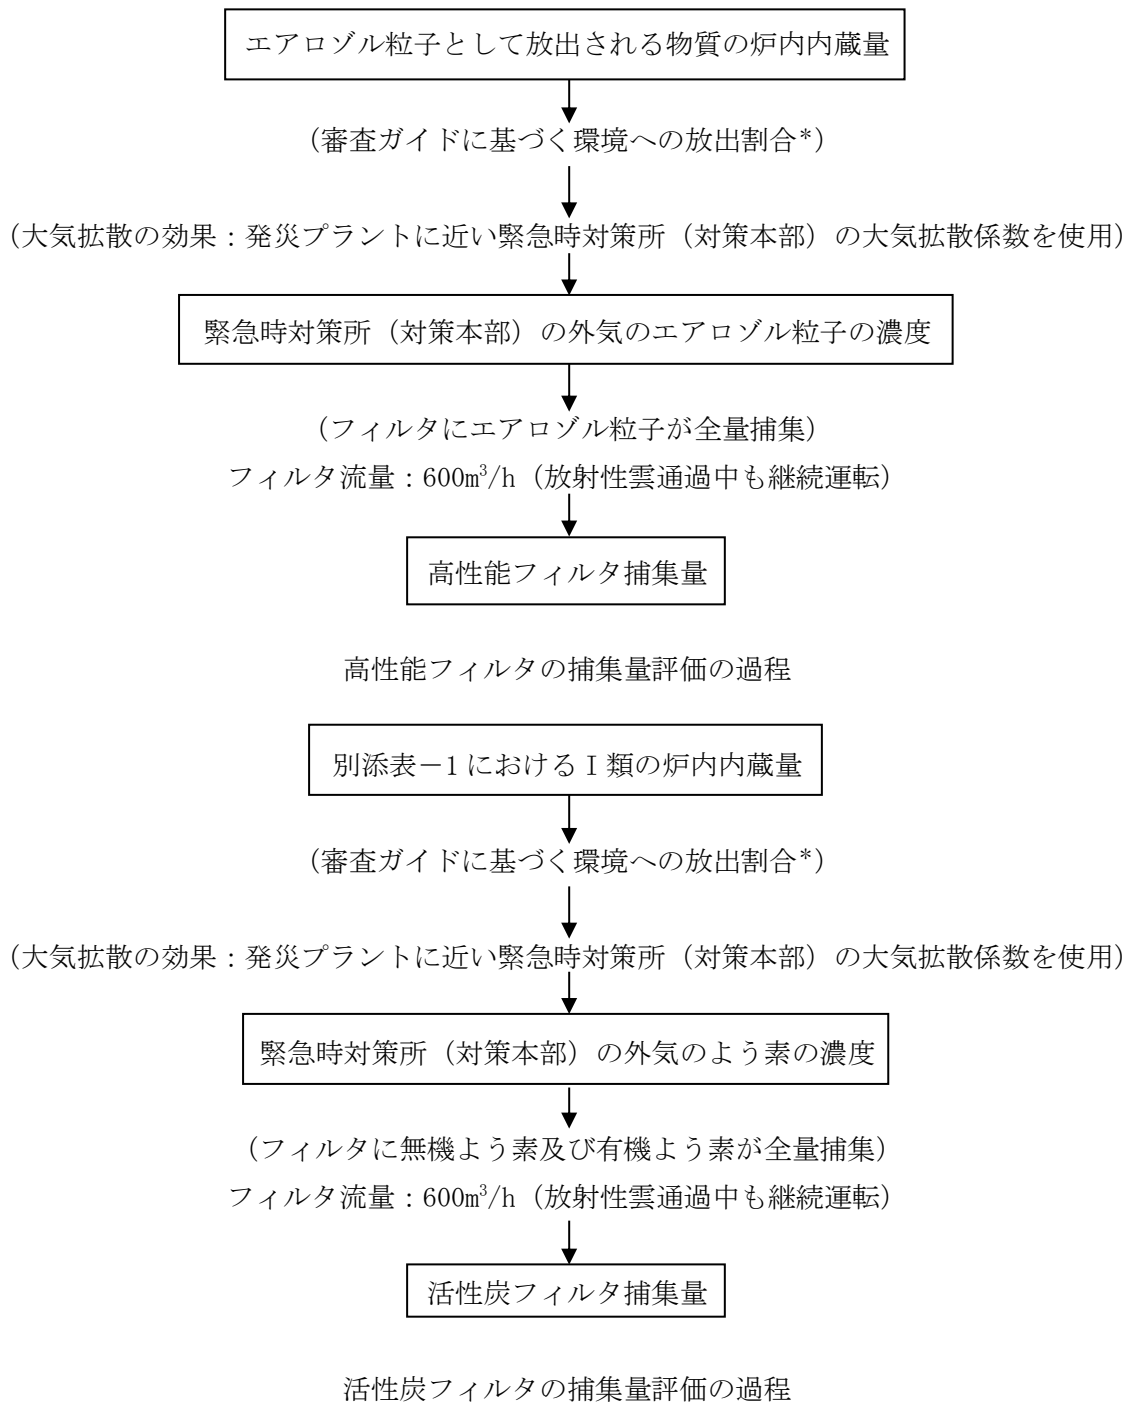 エアロゾル粒子として放出される物質の炉内内蔵量
（審査ガイドに基づく環境への放出割合*）
（大気拡散の効果：発災プラントに近い緊急時対策所（対策本部）の大気拡散係数を使用）
緊急時対策所（対策本部）の外気のエアロゾル粒子の濃度
（フィルタにエアロゾル粒子が全量捕集）
フィルタ流量：600m³/h（放射性雲通過中も継続運転）
高性能フィルタ捕集量
高性能フィルタの捕集量評価の過程
別添表－1におけるⅠ類の炉内内蔵量
（審査ガイドに基づく環境への放出割合*）
（大気拡散の効果：発災プラントに近い緊急時対策所（対策本部）の大気拡散係数を使用）
緊急時対策所（対策本部）の外気のよう素の濃度
（フィルタに無機よう素及び有機よう素が全量捕集）
フィルタ流量：600m³/h（放射性雲通過中も継続運転）
活性炭フィルタ捕集量
活性炭フィルタの捕集量評価の過程